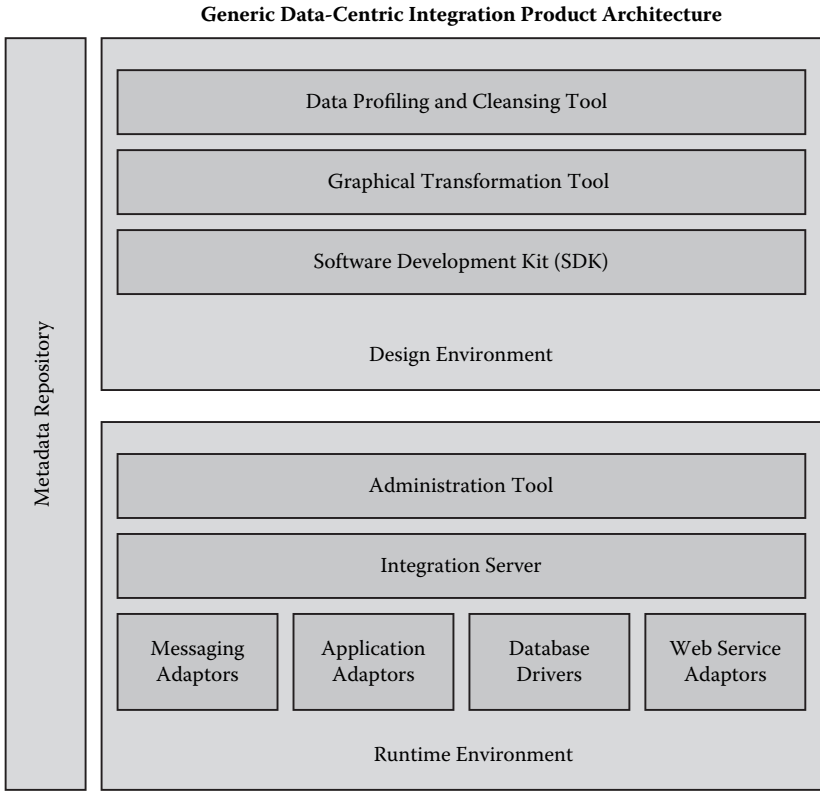 Generic Data-Centric Integration Product Architecture
Metadata Repository
Data Profiling and Cleansing Tool
Graphical Transformation Tool
Software Development Kit (SDK)
Design Environment
Administration Tool
Integration Server
Messaging
Adaptors
Application
Adaptors
Database
Drivers
Web Service
Adaptors
Runtime Environment